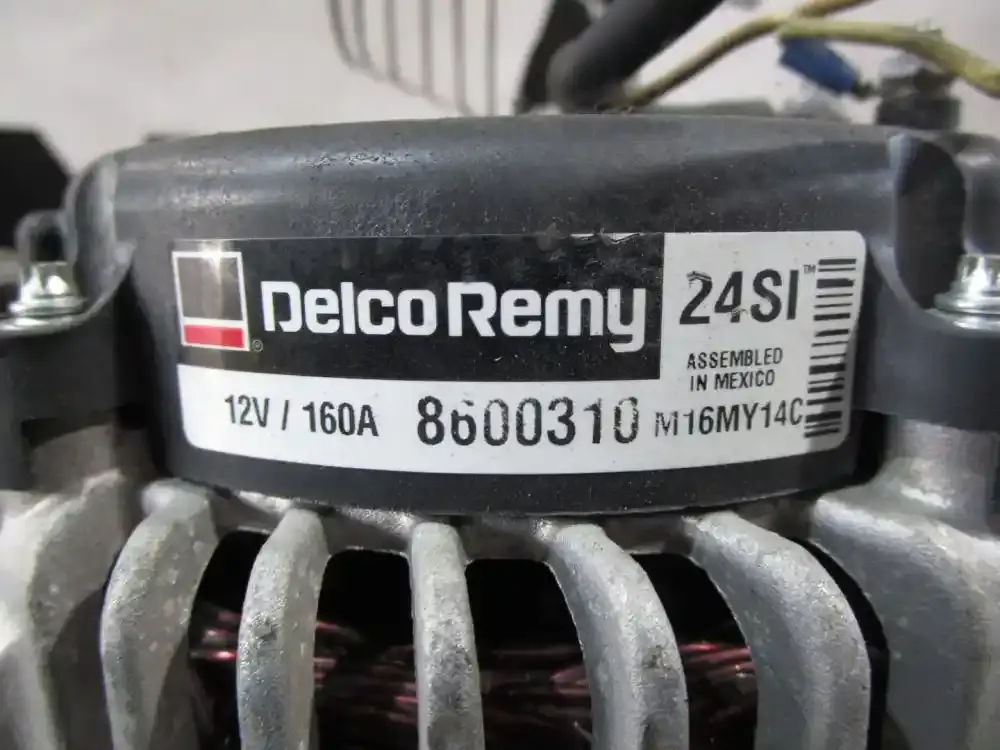 Delco Remy ®
24SI™
ASSEMBLED
IN MEXICO
12V / 160A 8600310 M16MY14C